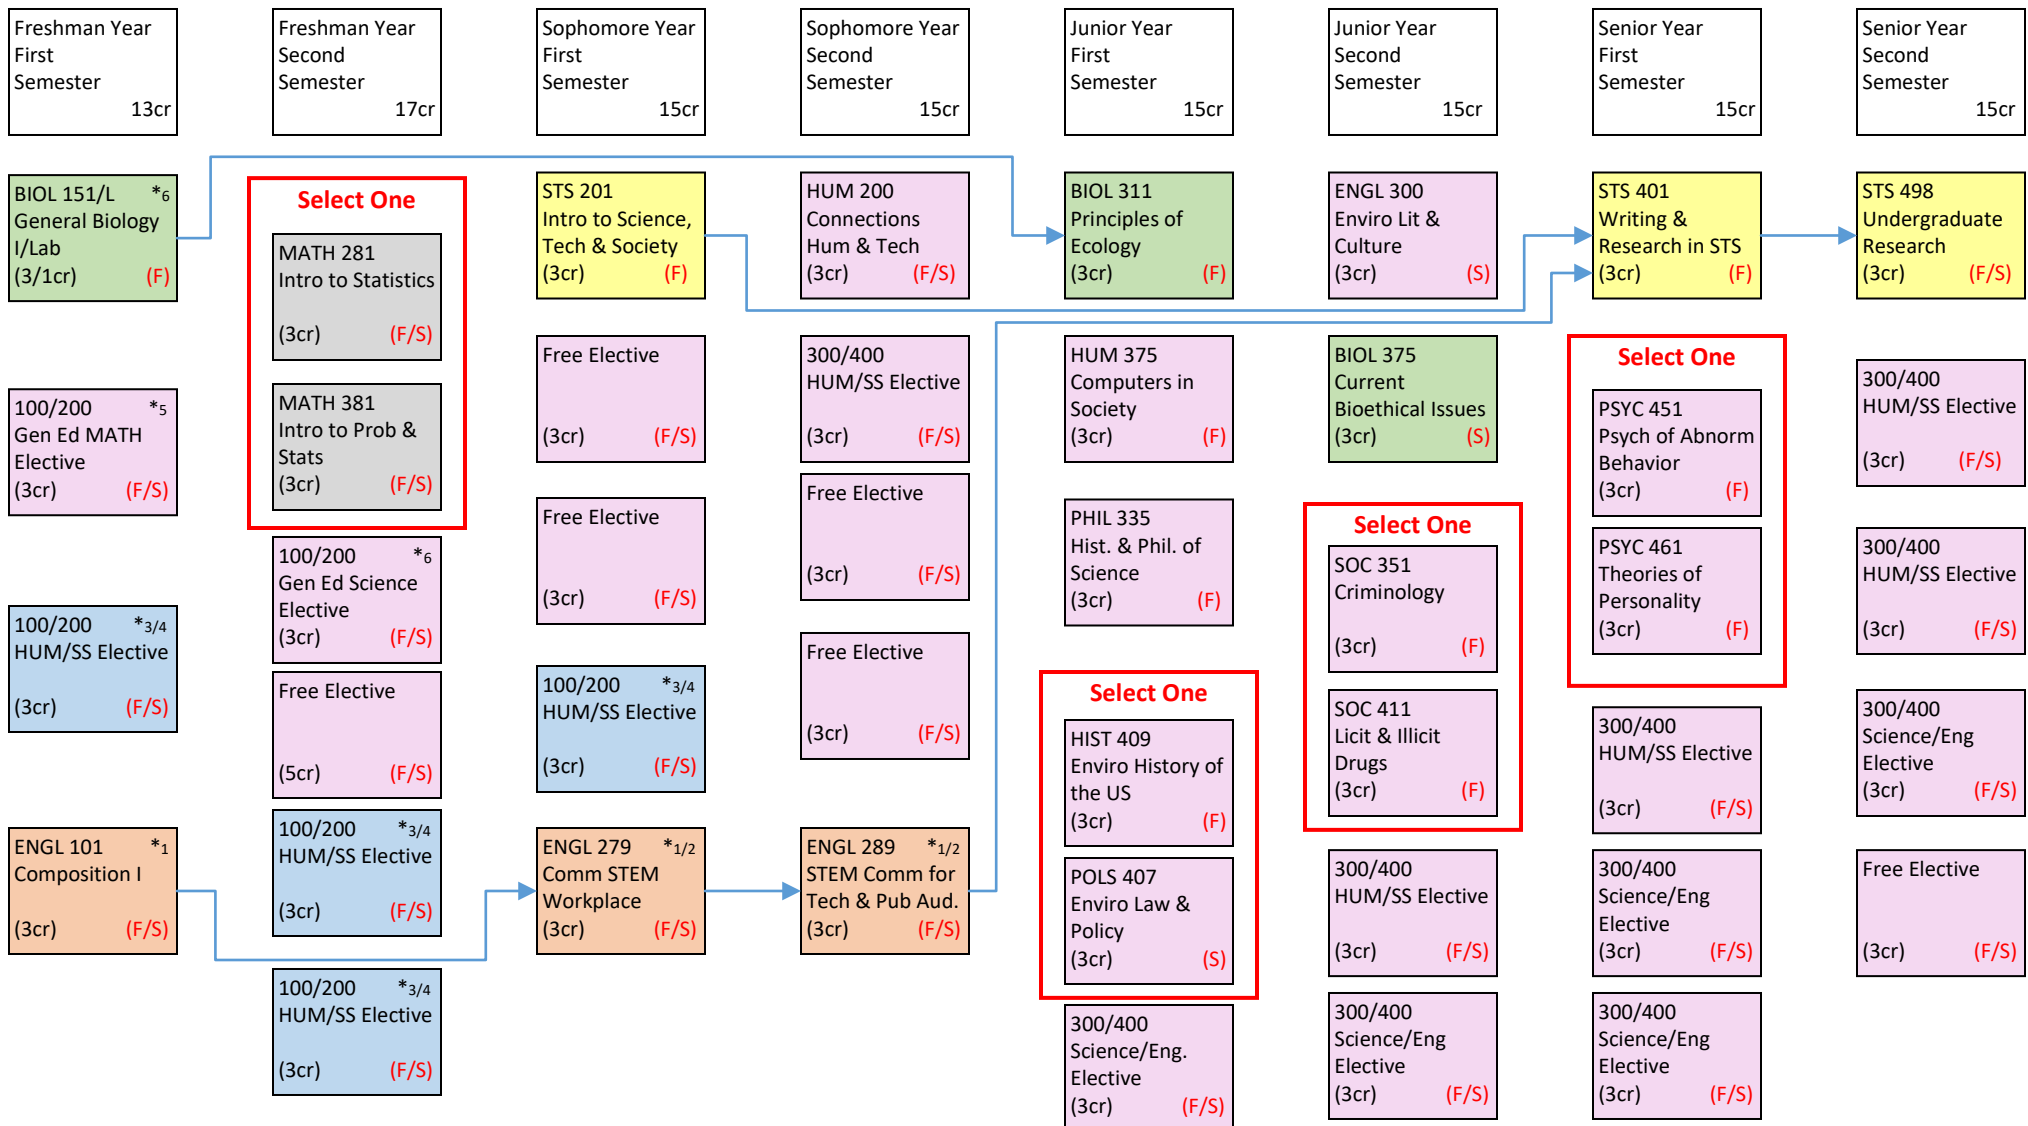 Freshman Year
First
Semester
13cr
Freshman Year
Second
Semester
17cr
Sophomore Year
First
Semester
15cr
Sophomore Year
Second
Semester
15cr
Junior Year
First
Semester
15cr
Junior Year
Second
Semester
15cr
Senior Year
First
Semester
15cr
Senior Year
Second
Semester
15cr
BIOL 151/L *6
General Biology
I/Lab
(3/1cr) (F)
100/200 *5
Gen Ed MATH
Elective
(3cr) (F/S)
100/200 *3/4
HUM/SS Elective
(3cr) (F/S)
ENGL 101 *1
Composition I
(3cr) (F/S)
Select One
MATH 281
Intro to Statistics
(3cr) (F/S)
MATH 381
Intro to Prob &
Stats
(3cr) (F/S)
100/200 *6
Gen Ed Science
Elective
(3cr) (F/S)
Free Elective
(5cr) (F/S)
100/200 *3/4
HUM/SS Elective
(3cr) (F/S)
100/200 *3/4
HUM/SS Elective
(3cr) (F/S)
STS 201
Intro to Science,
Tech & Society
(3cr) (F)
Free Elective
(3cr) (F/S)
Free Elective
(3cr) (F/S)
100/200 *3/4
HUM/SS Elective
(3cr) (F/S)
ENGL 279 *1/2
Comm STEM
Workplace
(3cr) (F/S)
HUM 200
Connections
Hum & Tech
(3cr) (F/S)
300/400
HUM/SS Elective
(3cr) (F/S)
Free Elective
(3cr) (F/S)
Free Elective
(3cr) (F/S)
ENGL 289 *1/2
STEM Comm for
Tech & Pub Aud.
(3cr) (F/S)
BIOL 311
Principles of
Ecology
(3cr) (F)
HUM 375
Computers in
Society
(3cr) (F)
PHIL 335
Hist. & Phil. of
Science
(3cr) (F)
Select One
HIST 409
Enviro History of
the US
(3cr) (F)
POLS 407
Enviro Law &
Policy
(3cr) (S)
300/400
Science/Eng.
Elective
(3cr) (F/S)
ENGL 300
Enviro Lit &
Culture
(3cr) (S)
BIOL 375
Current
Bioethical Issues
(3cr) (S)
Select One
SOC 351
Criminology
(3cr) (F)
SOC 411
Licit & Illicit
Drugs
(3cr) (F)
300/400
HUM/SS Elective
(3cr) (F/S)
300/400
Science/Eng
Elective
(3cr) (F/S)
STS 401
Writing &
Research in STS
(3cr) (F)
Select One
PSYC 451
Psych of Abnorm
Behavior
(3cr) (F)
PSYC 461
Theories of
Personality
(3cr) (F)
300/400
HUM/SS Elective
(3cr) (F/S)
300/400
Science/Eng
Elective
(3cr) (F/S)
300/400
Science/Eng
Elective
(3cr) (F/S)
STS 498
Undergraduate
Research
(3cr) (F/S)
300/400
HUM/SS Elective
(3cr) (F/S)
300/400
HUM/SS Elective
(3cr) (F/S)
300/400
Science/Eng
Elective
(3cr) (F/S)
Free Elective
(3cr) (F/S)